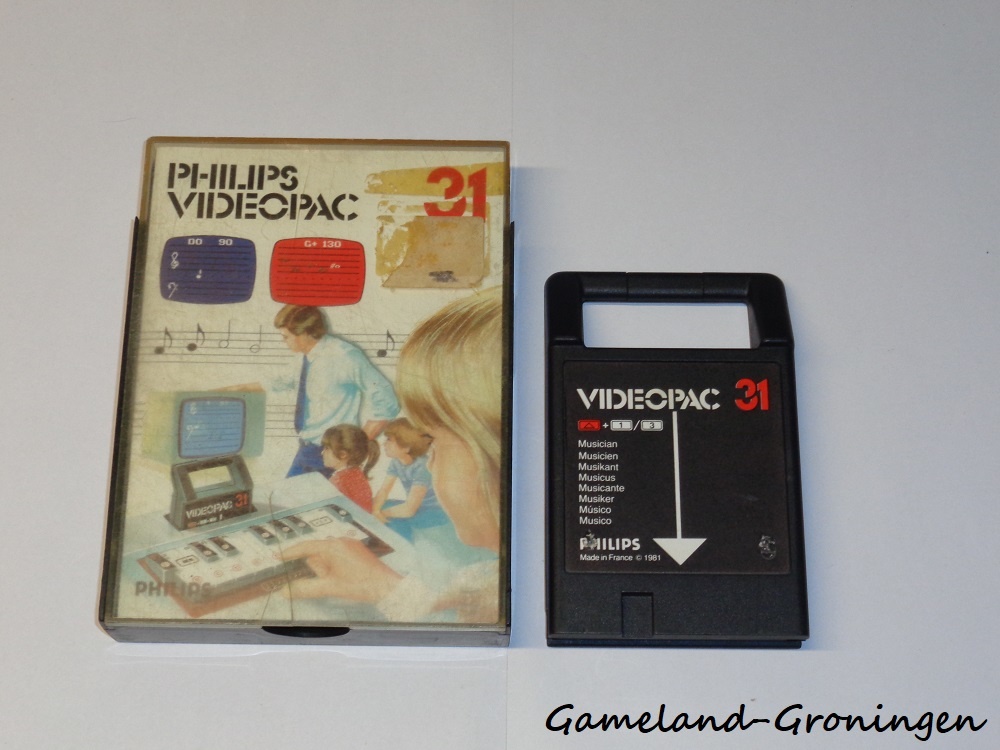 PHILIPS
VIDEOPAC
31
DO 90
G+ 130
VIDEOPAC 31
PHILIPS
VIDEOPAC 31
+ 1 / 3
Musician
Musicien
Musikant
Musicus
Musicante
Musiker
Músico
Musico
PHILIPS
Made in France © 1981
Gameland-Groningen